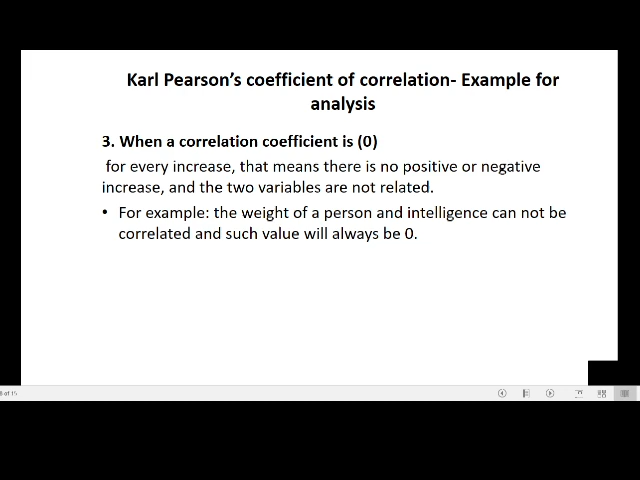 Karl Pearson’s coefficient of correlation- Example for
analysis
3. When a correlation coefficient is (0)
for every increase, that means there is no positive or negative
increase, and the two variables are not related.
• For example: the weight of a person and intelligence can not be
correlated and such value will always be 0.
of 15